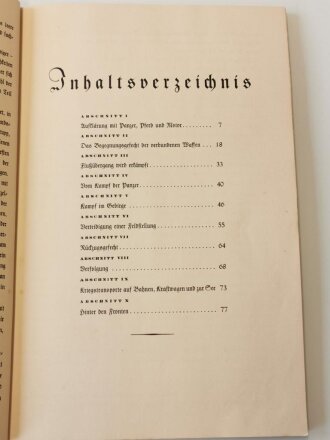 Inhaltsverzeichnis
ABSCHNITT I
Aufklärung mit Panzer, Pferd und Motor ........ 7
ABSCHNITT II
Das Begegnungsgefecht der verbundenen Waffen ... 18
ABSCHNITT III
Flußübergang wird erkämpft ........ 33
ABSCHNITT IV
Vom Kampf der Panzer ........ 40
ABSCHNITT V
Kampf im Gebirge ........ 46
ABSCHNITT VI
Verteidigung einer Feldstellung ........ 55
ABSCHNITT VII
Rückzugsgefecht ........ 64
ABSCHNITT VIII
Verfolgung ........ 68
ABSCHNITT IX
Kriegstransporte auf Bahnen, Kraftwagen und zur See 73
ABSCHNITT X
Hinter den Fronten ........ 77